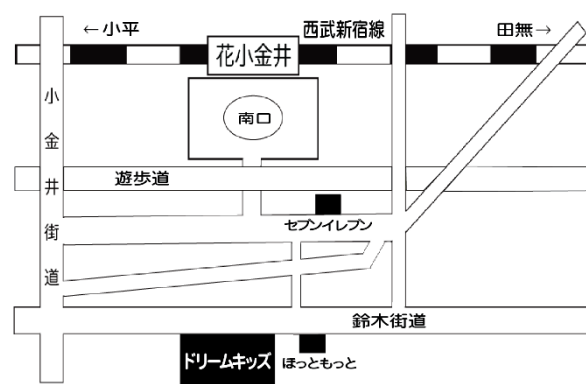 ←小平
西武新宿線
田無→
花小金井
南口
小金井街道
遊歩道
セブンイレブン
鈴木街道
ドリームキッズ
ほっともっと